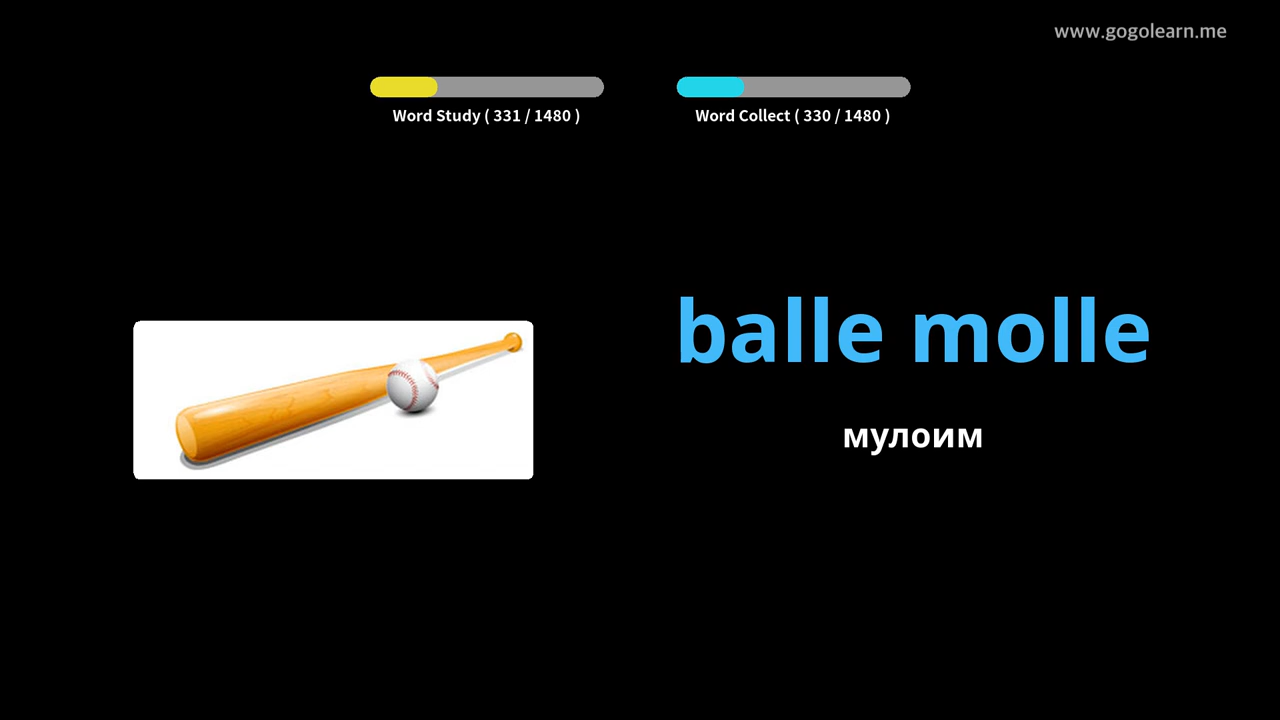 www.gogolearn.me
Word Study ( 331 / 1480 )
Word Collect ( 330 / 1480 )
balle molle
мулоим